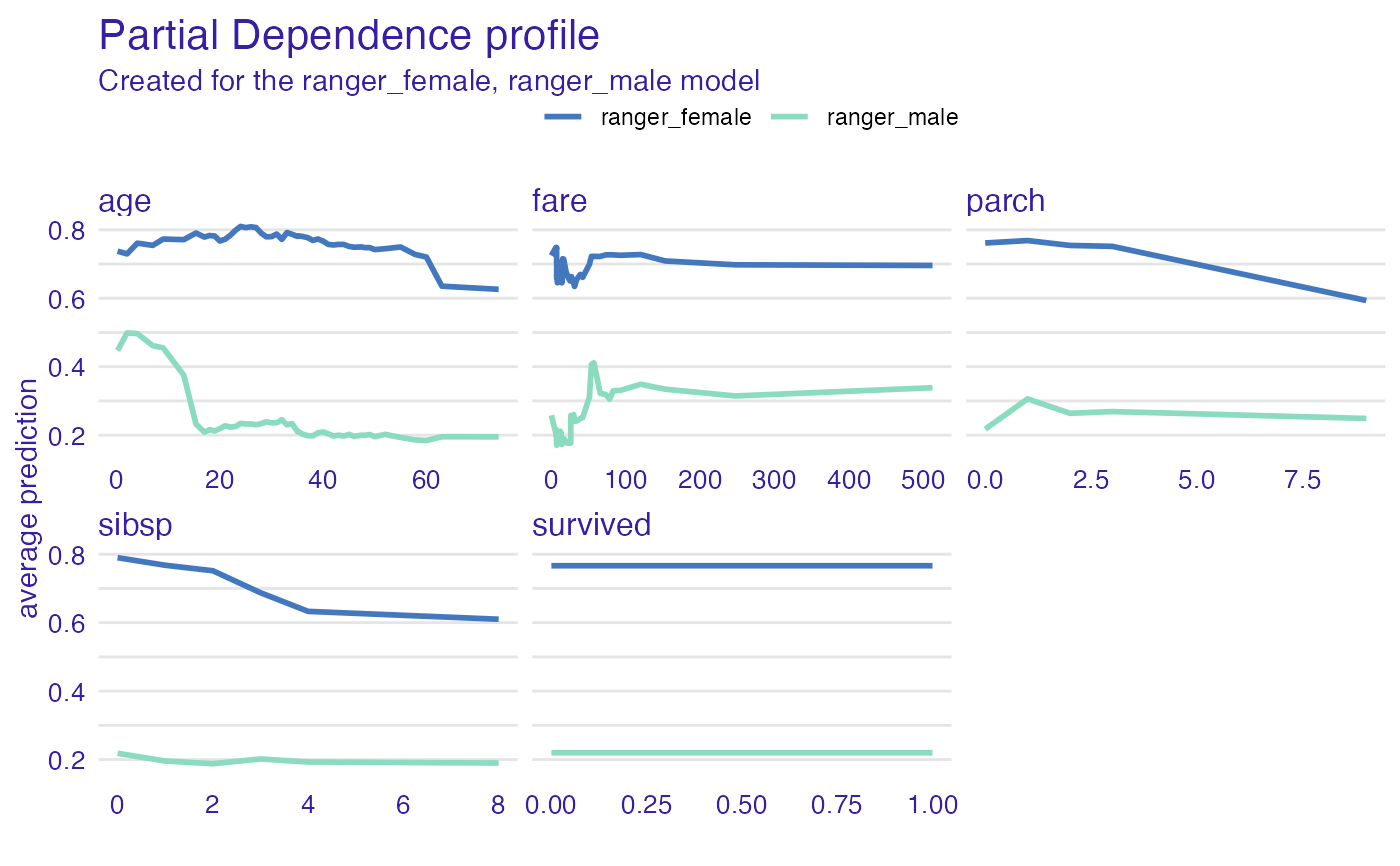 Partial Dependence profile
Created for the ranger_female, ranger_male model
ranger_female ranger_male
age fare parch
0.8
0.6
0.4
0.2
0 20 40 60 0 100 200 300 400 500 0.0 2.5 5.0 7.5
average prediction
sibsp survived
0.8
0.6
0.4
0.2
0 2 4 6 8 0.00 0.25 0.50 0.75 1.00